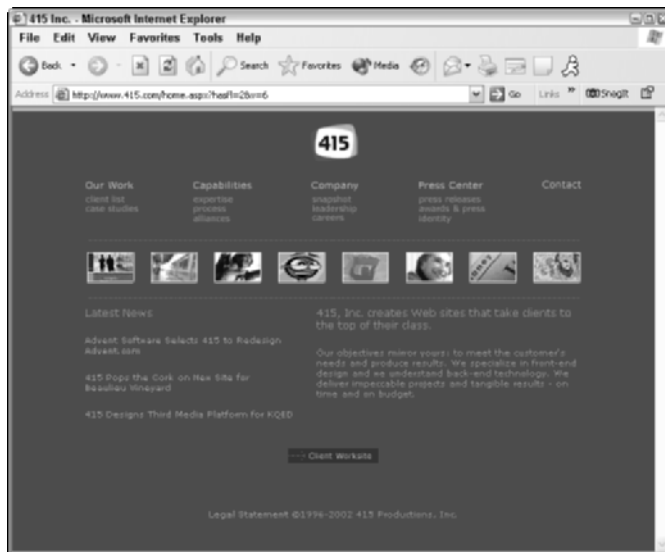 415 Inc. - Microsoft Internet Explorer
File Edit View Favorites Tools Help
Back Search Favorites Media
Address http://www.415.com/home.aspx?hasfl=2&v=6 Go Links » SnagIt
415
Our Work Capabilities Company Press Center Contact
client list expertise snapshot press releases
case studies process leadership awards & press
alliances careers identity
Latest News
Advent Software Selects 415 to Redesign
Advent.com
415 Pops the Cork on New Site for
Beaulieu Vineyard
415 Designs Third Media Platform for KQED
415, Inc. creates Web sites that take clients to
the top of their class.
Our objectives mirror yours: to meet the customer's
needs and produce results. We specialize in front-end
design and we understand back-end technology. We
deliver impeccable projects and tangible results - on
time and on budget.
Client Worksite
Legal Statement ©1996-2002 415 Productions, Inc.